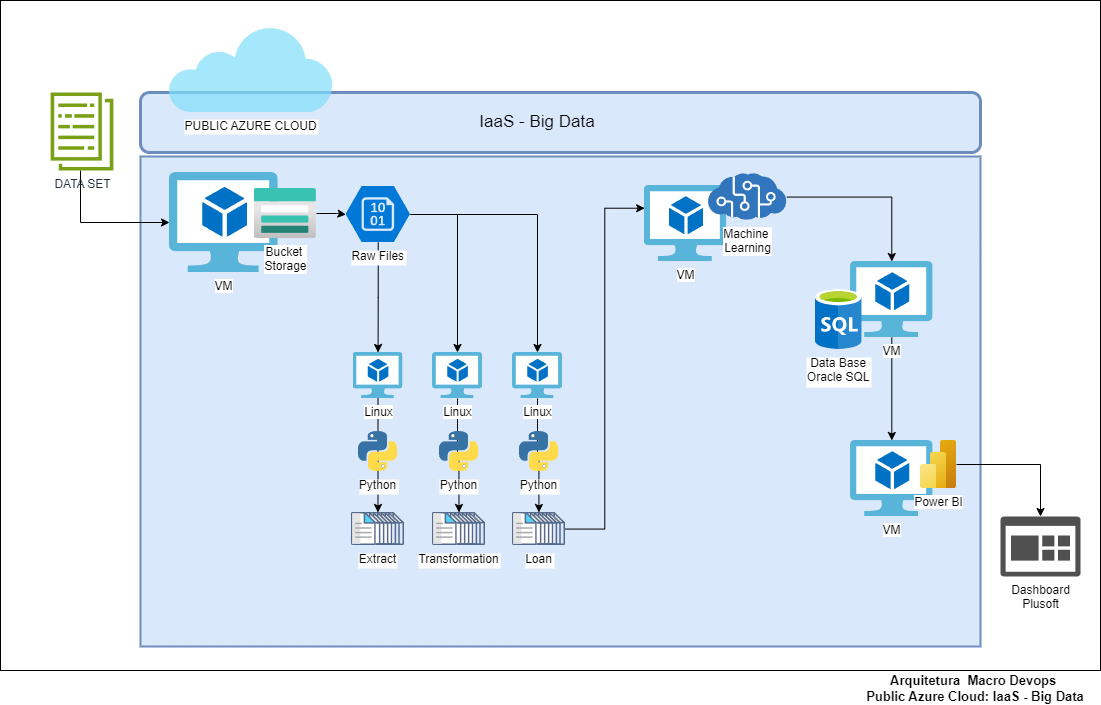 PUBLIC AZURE CLOUD
IaaS - Big Data
DATA SET
VM
Bucket
Storage
10
01
Raw Files
VM
Machine
Learning
SQL
Data Base
Oracle SQL
VM
Linux
Linux
Linux
Python
Python
Python
Extract
Transformation
Loan
Power BI
VM
Dashboard
Plusoft
Arquitetura  Macro Devops
Public Azure Cloud: IaaS - Big Data